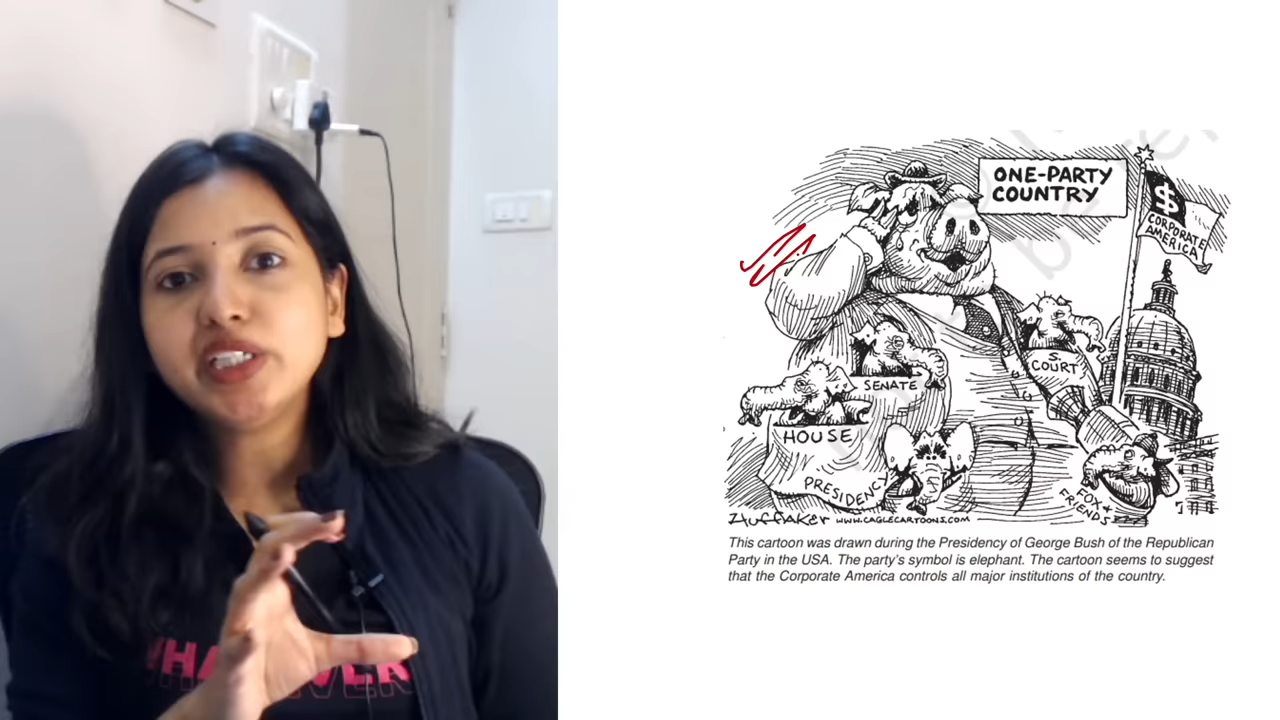 ONE-PARTY
COUNTRY
$
CORPORATE
AMERICA
S.
COURT
SENATE
HOUSE
PRESIDENCY
FOX +
FRIENDS
HUFFAKER WWW.CAGLECARTOONS.COM
This cartoon was drawn during the Presidency of George Bush of the Republican
Party in the USA. The party's symbol is elephant. The cartoon seems to suggest
that the Corporate America controls all major institutions of the country.